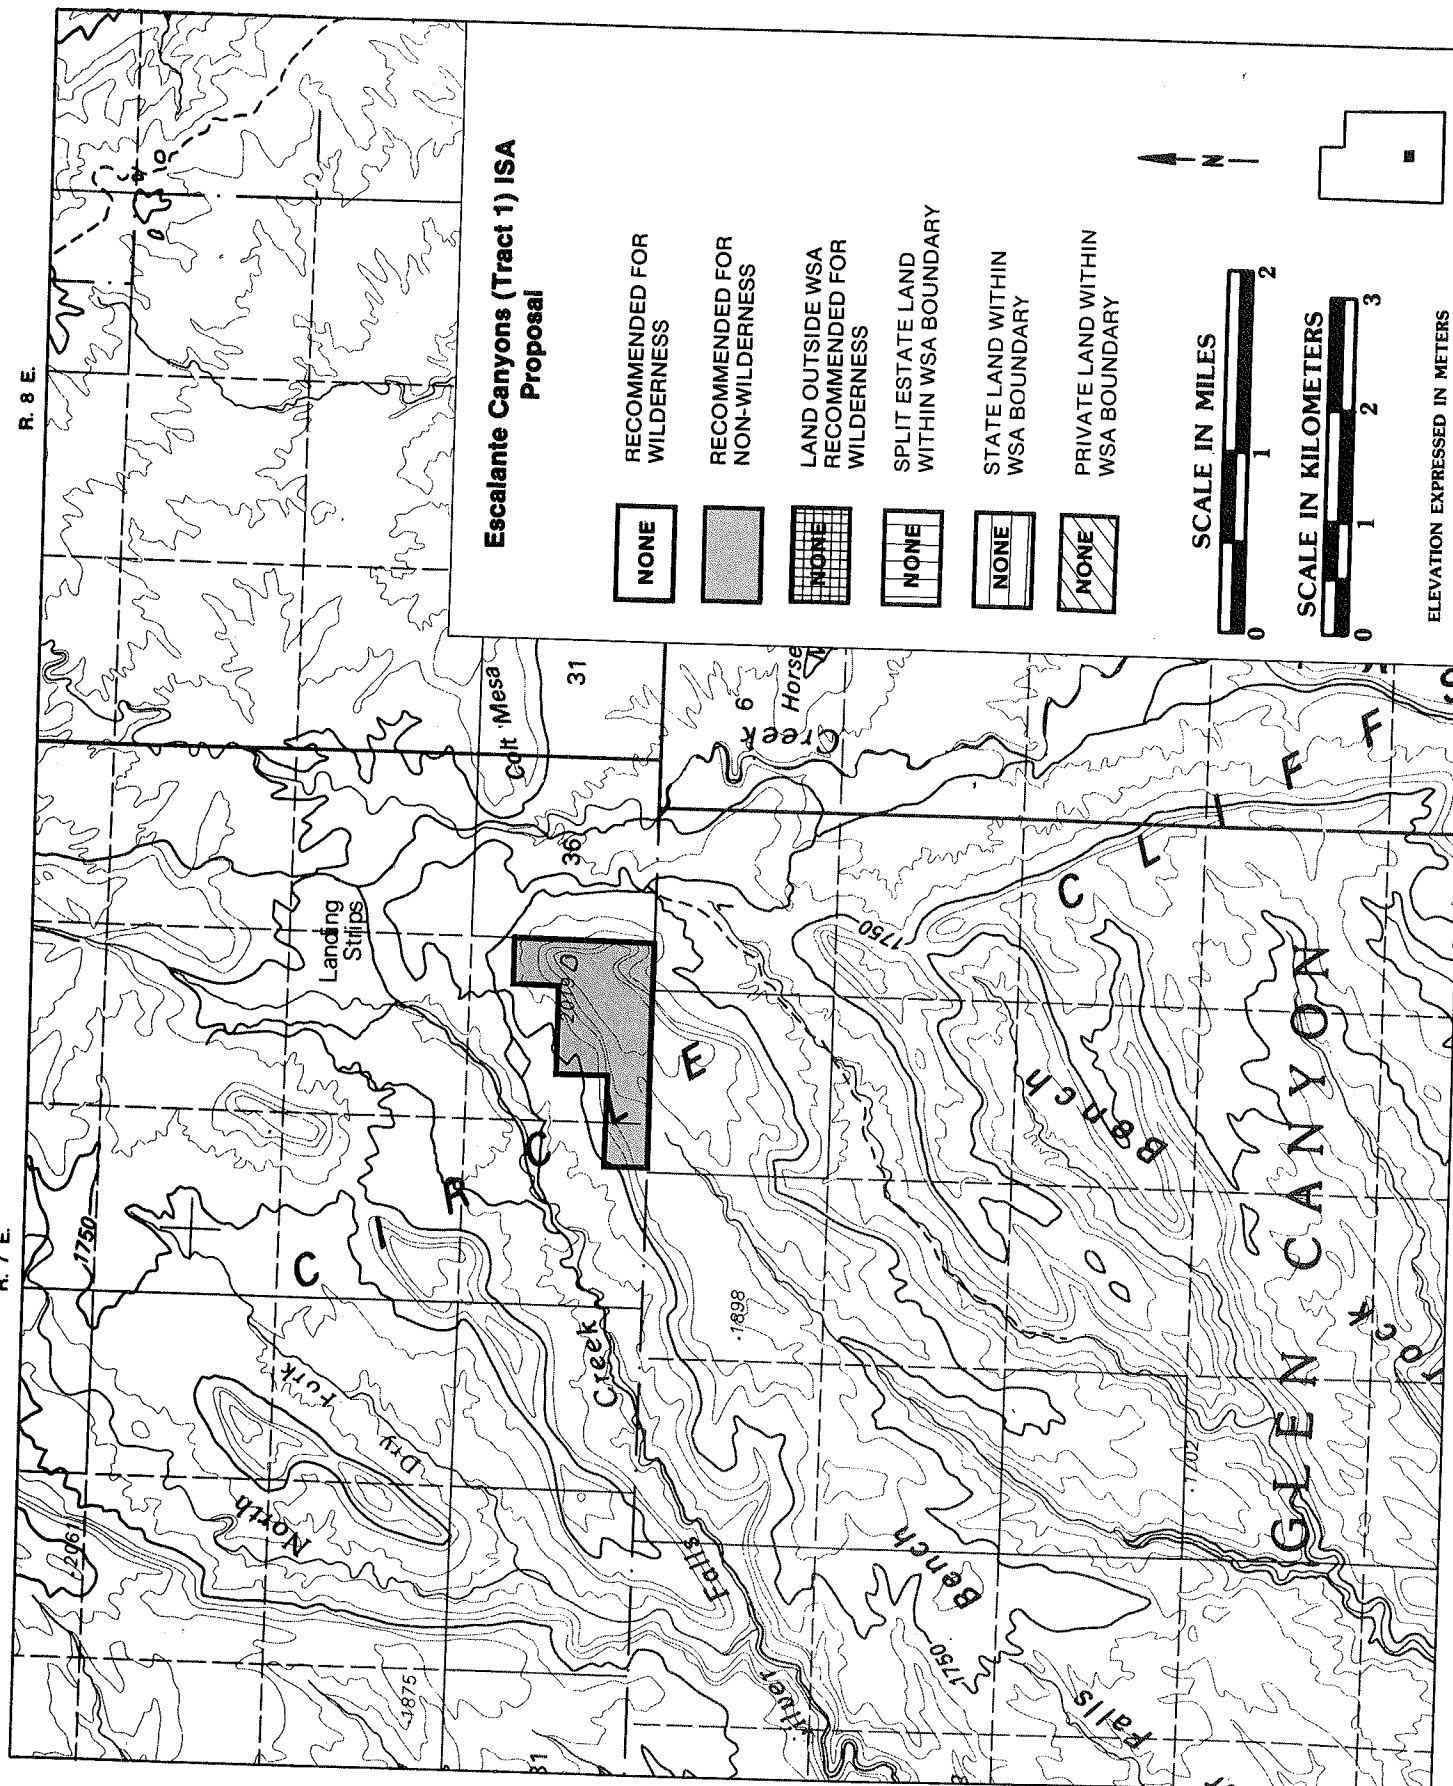 R. 8 E.
Escalante Canyons (Tract 1) ISA
Proposal
NONE
RECOMMENDED FOR
WILDERNESS
RECOMMENDED FOR
NON-WILDERNESS
NONE
LAND OUTSIDE WSA
RECOMMENDED FOR
WILDERNESS
NONE
SPLIT ESTATE LAND
WITHIN WSA BOUNDARY
NONE
STATE LAND WITHIN
WSA BOUNDARY
NONE
PRIVATE LAND WITHIN
WSA BOUNDARY
N
SCALE IN MILES
0 1 2
SCALE IN KILOMETERS
0 1 2 3
ELEVATION EXPRESSED IN METERS
Colt Mesa
31
36
6
Horse
Creek
Landing
Strips
2019
1
1750
C I R C L E
C L I F F
Bench
GLEN CANYON
1750
North
Dry Fork
Creek
Falls
1898
2061
1875
1702
Bench
1750
Falls